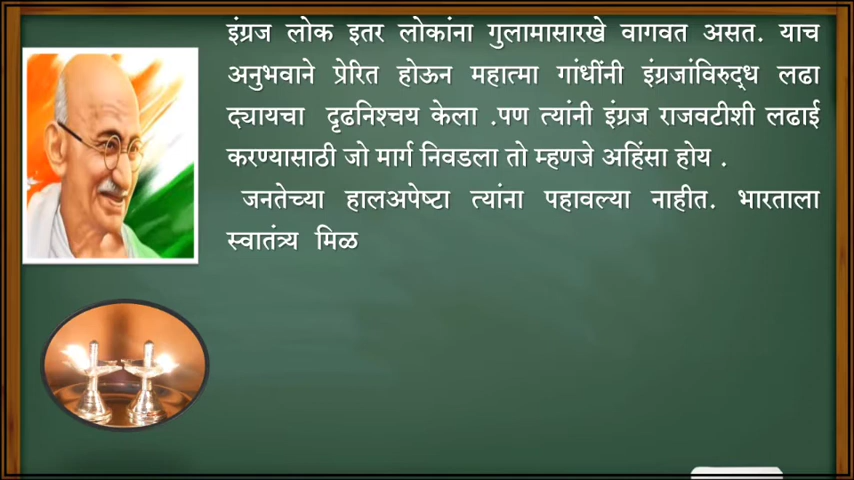 इंग्रज लोक इतर लोकांना गुलामासारखे वागवत असत. याच
अनुभवाने प्रेरित होऊन महात्मा गांधींनी इंग्रजांविरुद्ध लढा
द्यायचा दृढनिश्चय केला .पण त्यांनी इंग्रज राजवटीशी लढाई
करण्यासाठी जो मार्ग निवडला तो म्हणजे अहिंसा होय .
जनतेच्या हालअपेष्टा त्यांना पहावल्या नाहीत. भारताला
स्वातंत्र्य मिळ